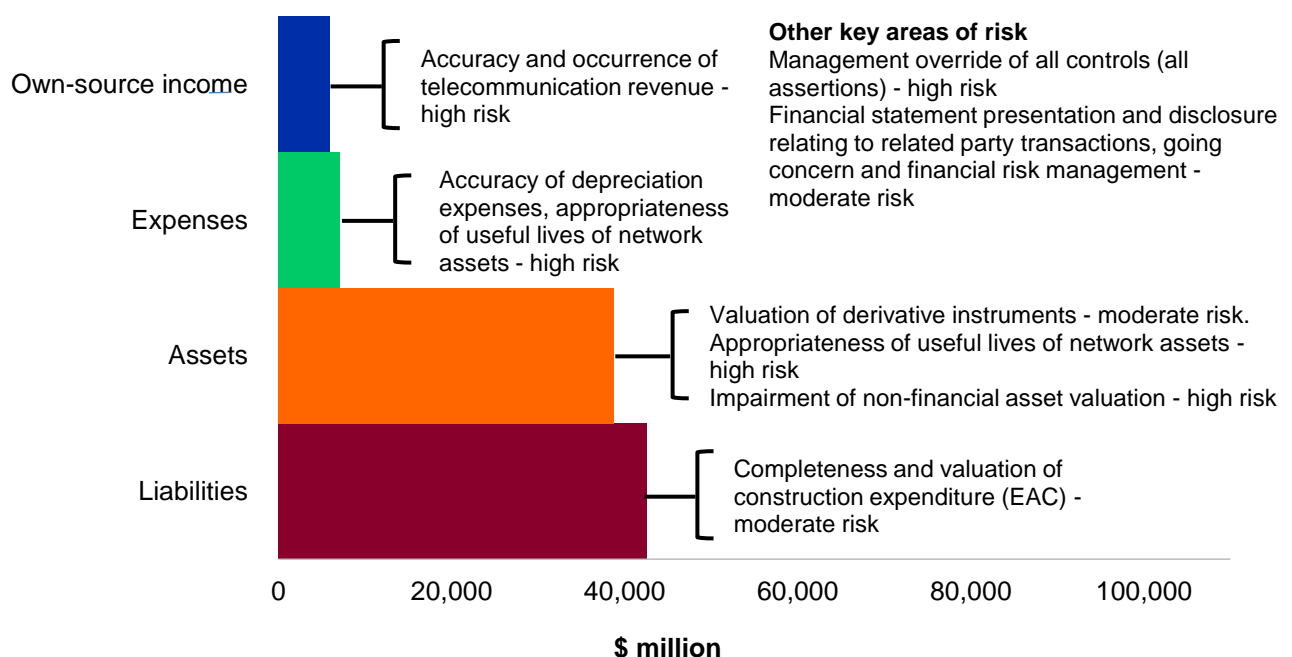 Own-source income
Accuracy and occurrence of
telecommunication revenue -
high risk
Other key areas of risk
Management override of all controls (all
assertions) - high risk
Financial statement presentation and disclosure
relating to related party transactions, going
concern and financial risk management -
moderate risk
Expenses
Accuracy of depreciation
expenses, appropriateness
of useful lives of network
assets - high risk
Assets
Valuation of derivative instruments - moderate risk.
Appropriateness of useful lives of network assets -
high risk
Impairment of non-financial asset valuation - high risk
Liabilities
Completeness and valuation of
construction expenditure (EAC) -
moderate risk
0 20,000 40,000 60,000 80,000 100,000
$ million